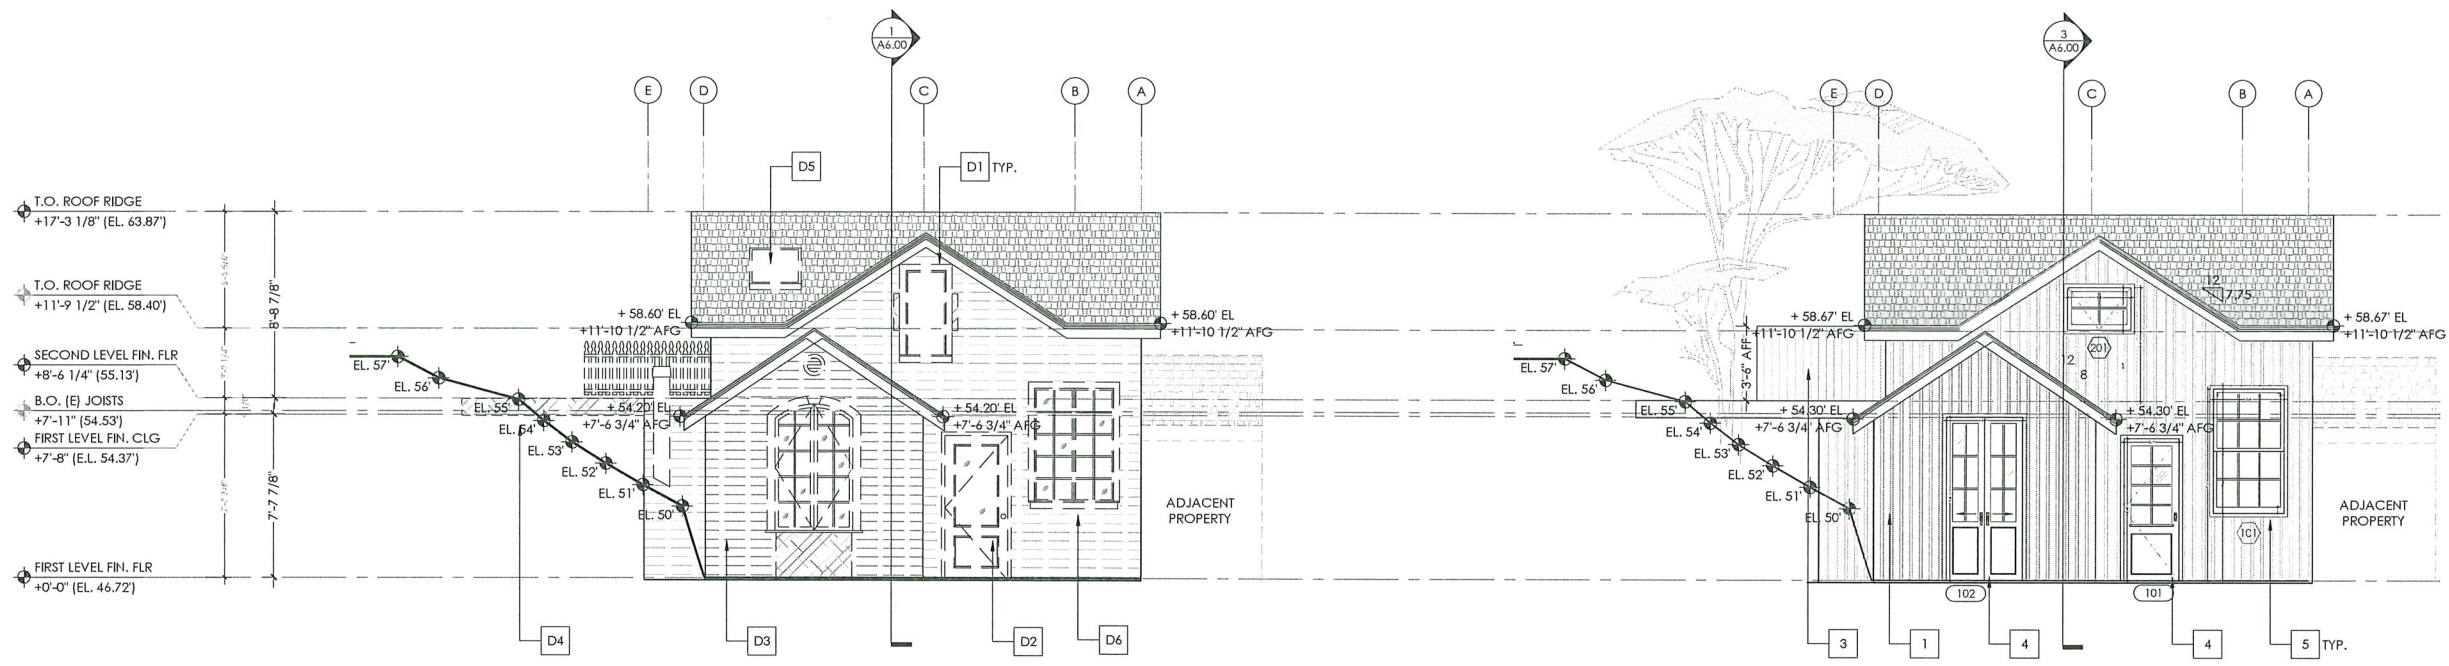 1
A6.00
3
A6.00
E
D
C
B
A
E
D
C
B
A
D5
D1 TYP.
T.O. ROOF RIDGE
+17'-3 1/8" (EL. 63.87')
T.O. ROOF RIDGE
+11'-9 1/2" (EL. 58.40')
SECOND LEVEL FIN. FLR
+8'-6 1/4" (55.13')
B.O. (E) JOISTS
+7'-11" (54.53')
FIRST LEVEL FIN. CLG
+7'-8" (E.L. 54.37')
FIRST LEVEL FIN. FLR
+0'-0" (EL. 46.72')
8'-8 7/8"
7'-7 7/8"
+ 58.60' EL
+11'-10 1/2" AFG
+ 58.60' EL
+11'-10 1/2" AFG
EL. 57'
EL. 56'
EL. 55'
EL. 54'
EL. 53'
EL. 52'
EL. 51'
EL. 50'
+ 54.20' EL
+7'-6 3/4" AFG
+ 54.20' EL
+7'-6 3/4" AFG
ADJACENT
PROPERTY
D4
D3
D2
D6
12
7.75
+ 58.67' EL
+11'-10 1/2" AFG
+ 58.67' EL
+11'-10 1/2" AFG
3'-6" AFF
201
2
8
EL. 57'
EL. 56'
EL. 55'
EL. 54'
EL. 53'
EL. 52'
EL. 51'
EL. 50'
+ 54.30' EL
+7'-6 3/4" AFG
+ 54.30' EL
+7'-6 3/4" AFG
101
ADJACENT
PROPERTY
102
101
3
1
4
4
5 TYP.